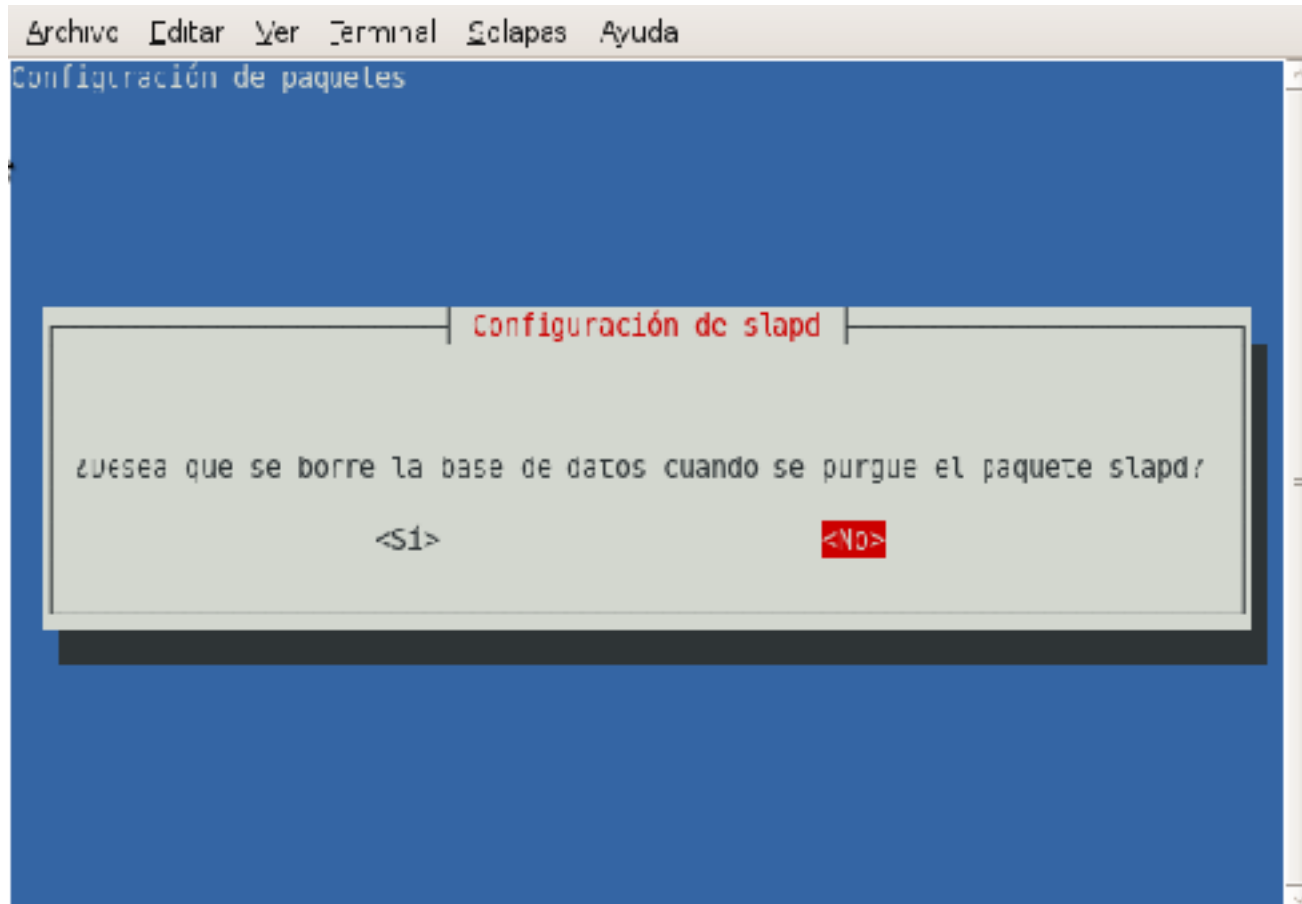 Archivo Editar Ver Terminal Solapas Ayuda
Configuración de paquetes
Configuración de slapd
¿Desea que se borre la base de datos cuando se purgue el paquete slapd?
<Sí> <No>